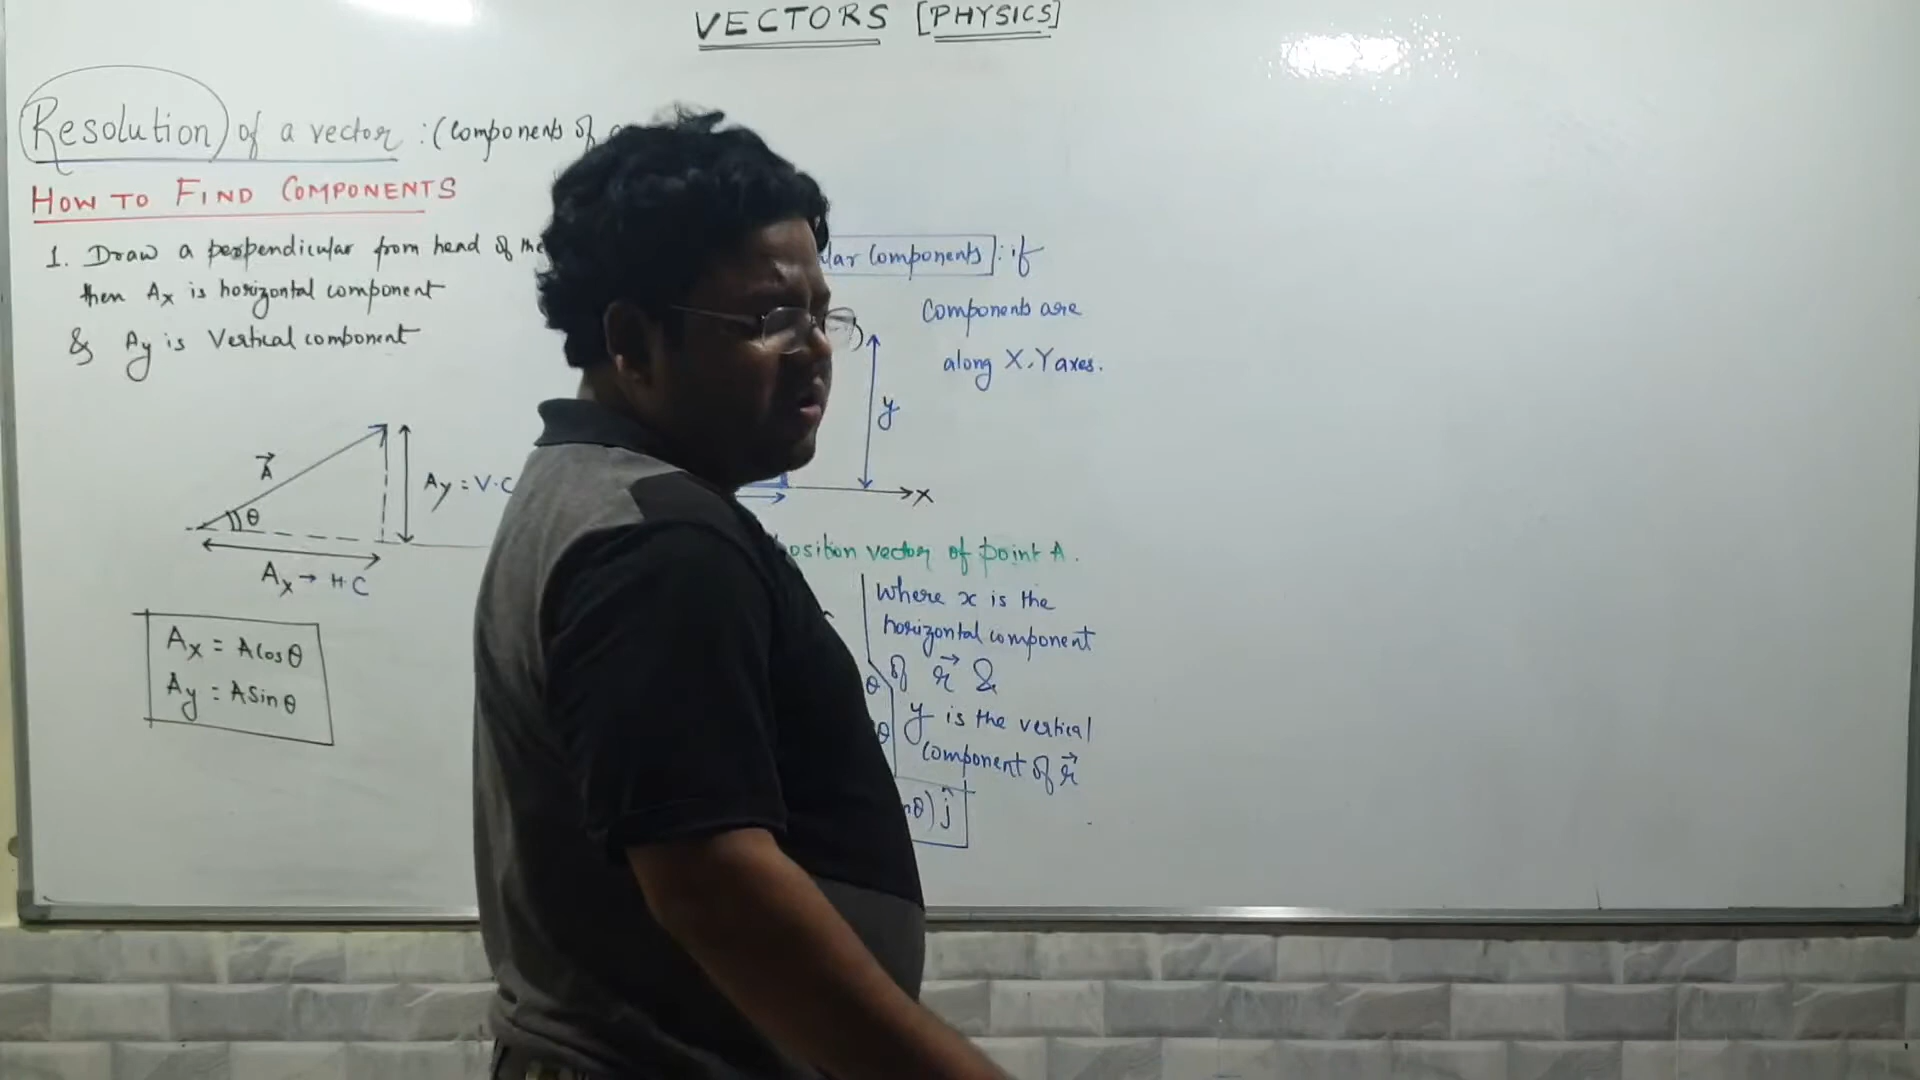 VECTORS [PHYSICS]
Resolution of a vector : (components of
HOW TO FIND COMPONENTS
1. Draw a perpendicular from head of the
then Ax is horizontal component
& Ay is Vertical component
A
θ
Ay = V.C
Ax → H.C
Ax = A cos θ
Ay = A sin θ
components] : if
Components are
along X, Y axes.
y
X
position vector of point A.
Where x is the
horizontal component
of r &
y is the vertical
component of r
θ
θ
θ) ĵ